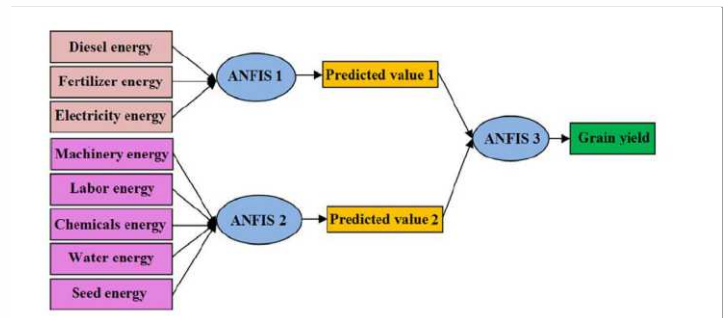 Diesel energy
Fertilizer energy
Electricity energy
ANFIS 1
Predicted value 1
Machinery energy
Labor energy
Chemicals energy
Water energy
Seed energy
ANFIS 2
Predicted value 2
ANFIS 3
Grain yield